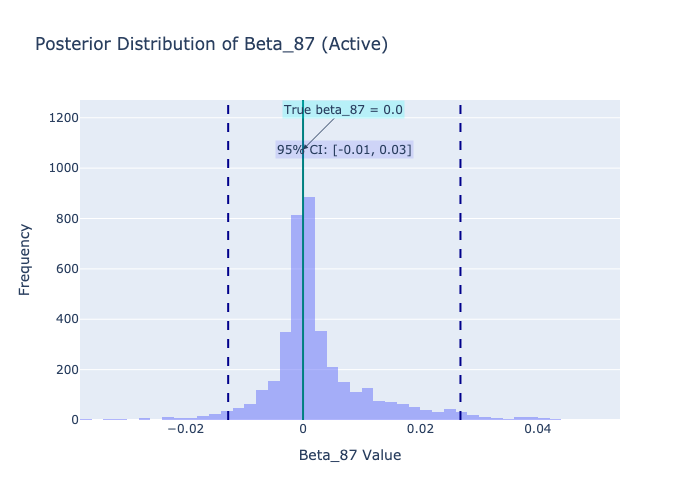 Posterior Distribution of Beta_87 (Active)
True beta_87 = 0.0
95% CI: [-0.01, 0.03]
1200
1000
800
600
400
200
0
Frequency
−0.02
0
0.02
0.04
Beta_87 Value